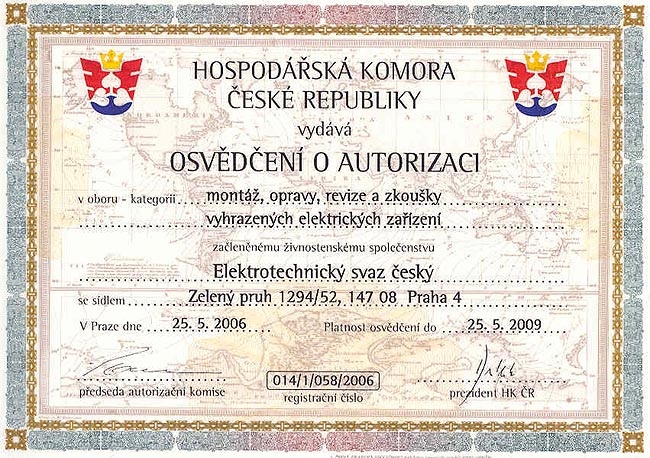 HOSPODÁŘSKÁ KOMORA
ČESKÉ REPUBLIKY
vydává
OSVĚDČENÍ O AUTORIZACI
v oboru - kategorii montáž, opravy, revize a zkoušky
vyhrazených elektrických zařízení
začleněnému živnostenskému společenstvu
Elektrotechnický svaz český
se sídlem Zelený pruh 1294/52, 147 08 Praha 4
V Praze dne 25. 5. 2006 Platnost osvědčení do 25. 5. 2009
předseda autorizační komise
014/1/058/2006
registrační číslo
prezident HK ČR